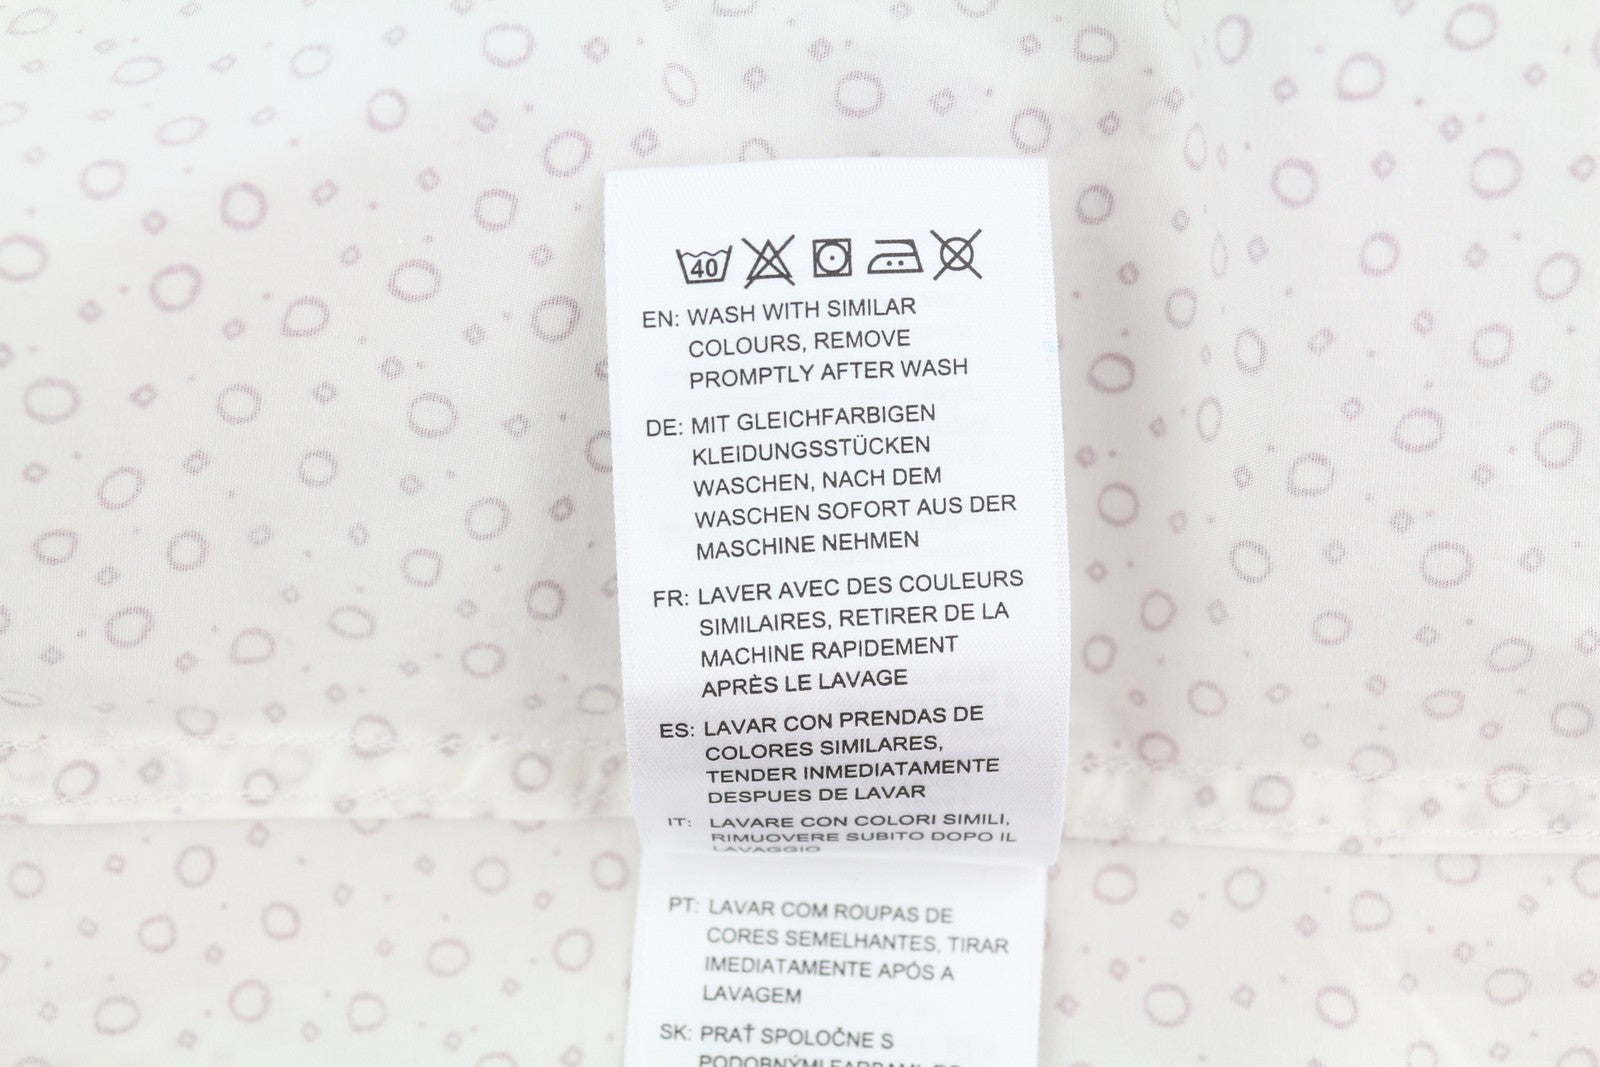 40
EN: WASH WITH SIMILAR
COLOURS, REMOVE
PROMPTLY AFTER WASH
DE: MIT GLEICHFARBIGEN
KLEIDUNGSSTÜCKEN
WASCHEN, NACH DEM
WASCHEN SOFORT AUS DER
MASCHINE NEHMEN
FR: LAVER AVEC DES COULEURS
SIMILAIRES, RETIRER DE LA
MACHINE RAPIDEMENT
APRÈS LE LAVAGE
ES: LAVAR CON PRENDAS DE
COLORES SIMILARES,
TENDER INMEDIATAMENTE
DESPUES DE LAVAR
IT: LAVARE CON COLORI SIMILI,
RIMUOVERE SUBITO DOPO IL
LAVAGGIO
PT: LAVAR COM ROUPAS DE
CORES SEMELHANTES, TIRAR
IMEDIATAMENTE APÓS A
LAVAGEM
SK: PRAŤ SPOLOČNE S
PODOBNÝMI FARBAMI,